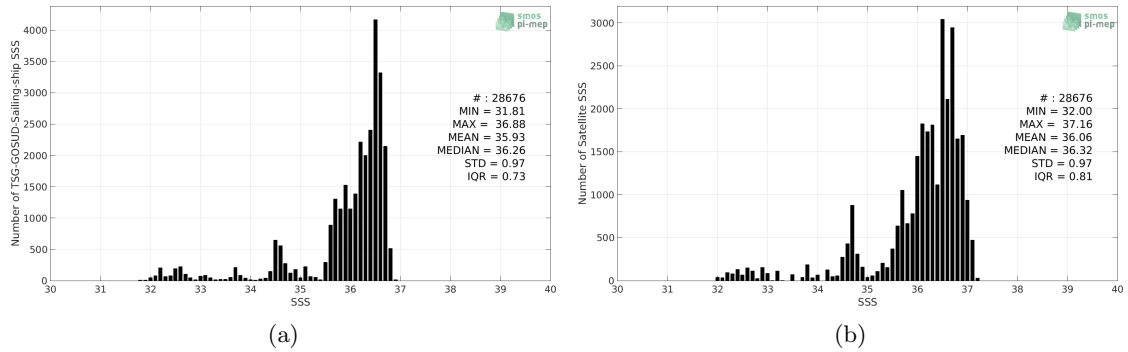 Number of TSG-GOSUD-Sailing-ship SSS
4000
3500
3000
2500
2000
1500
1000
500
0
30 31 32 33 34 35 36 37 38 39 40
SSS
smos
pi-mep
# : 28676
MIN = 31.81
MAX = 36.88
MEAN = 35.93
MEDIAN = 36.26
STD = 0.97
IQR = 0.73
(a)
Number of Satellite SSS
3000
2500
2000
1500
1000
500
0
30 31 32 33 34 35 36 37 38 39 40
SSS
smos
pi-mep
# : 28676
MIN = 32.00
MAX = 37.16
MEAN = 36.06
MEDIAN = 36.32
STD = 0.97
IQR = 0.81
(b)